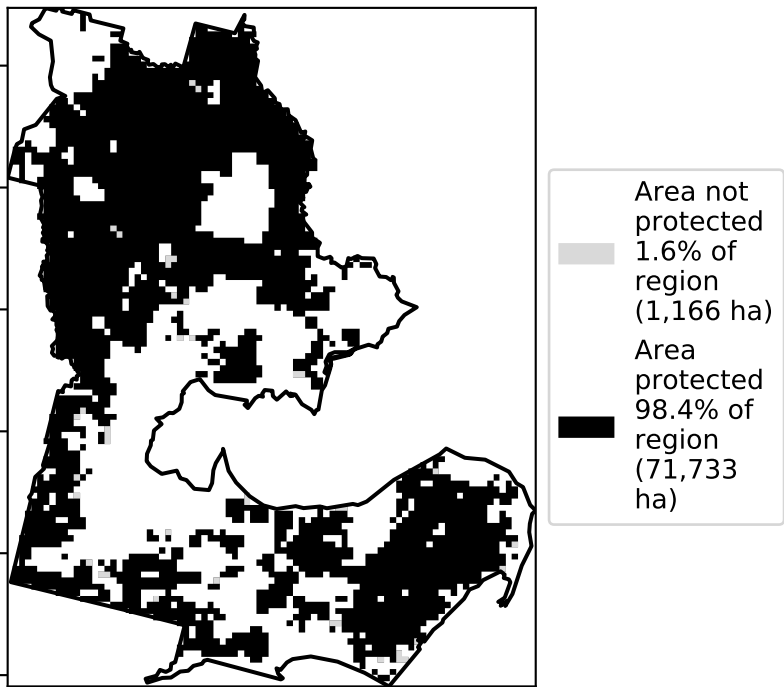 Area not
protected
1.6% of
region
(1,166 ha)
Area
protected
98.4% of
region
(71,733
ha)